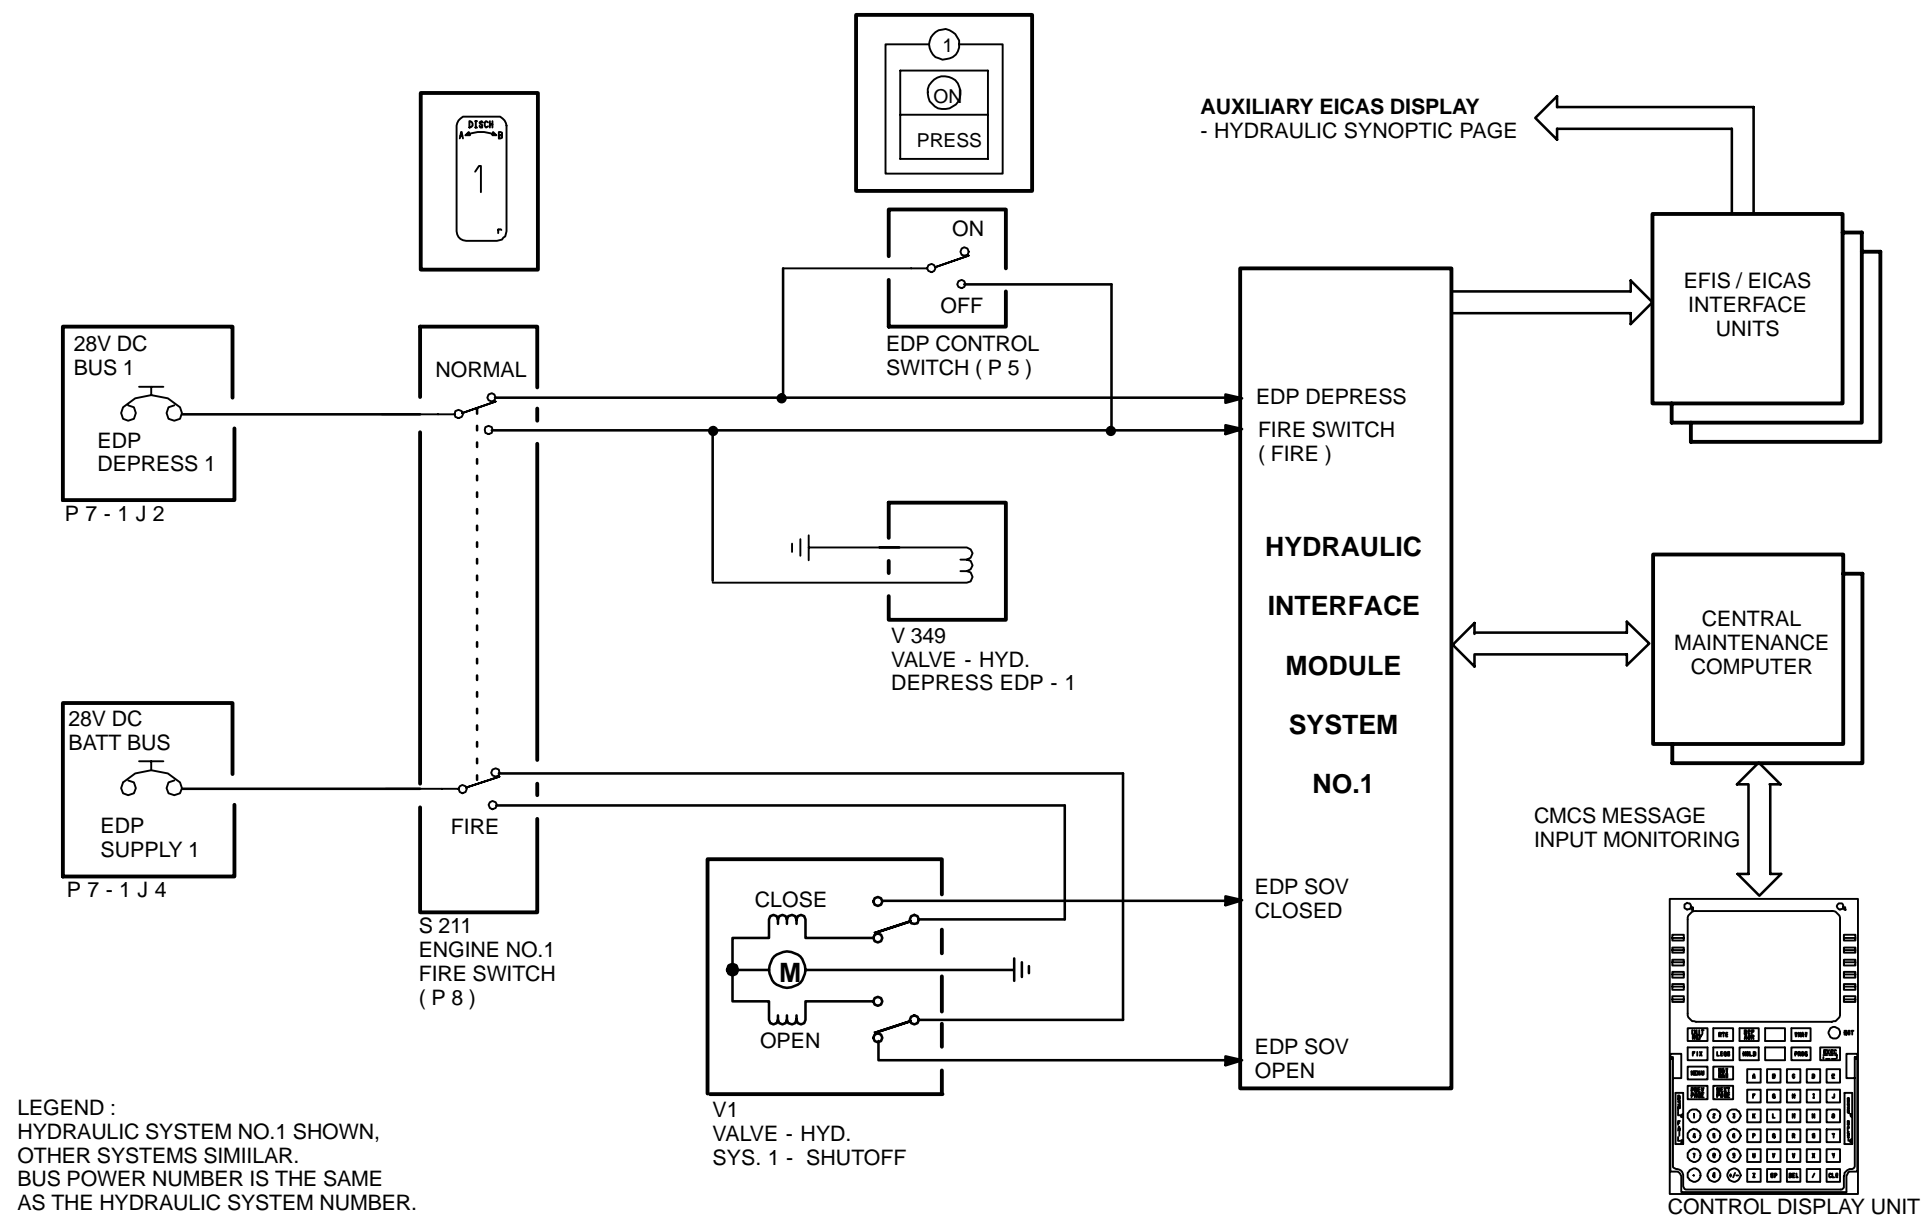 1
ON
PRESS
DISCH
A B
1
AUXILIARY EICAS DISPLAY
- HYDRAULIC SYNOPTIC PAGE
ON
OFF
EDP CONTROL
SWITCH ( P 5 )
EFIS / EICAS
INTERFACE
UNITS
28V DC
BUS 1
EDP
DEPRESS 1
P 7 - 1 J 2
NORMAL
EDP DEPRESS
FIRE SWITCH
( FIRE )
HYDRAULIC
INTERFACE
MODULE
SYSTEM
NO.1
V 349
VALVE - HYD.
DEPRESS EDP - 1
CENTRAL
MAINTENANCE
COMPUTER
28V DC
BATT BUS
EDP
SUPPLY 1
P 7 - 1 J 4
FIRE
S 211
ENGINE NO.1
FIRE SWITCH
( P 8 )
CMCS MESSAGE
INPUT MONITORING
CLOSE
M
OPEN
EDP SOV
CLOSED
EDP SOV
OPEN
V1
VALVE - HYD.
SYS. 1 - SHUTOFF
LEGEND :
HYDRAULIC SYSTEM NO.1 SHOWN,
OTHER SYSTEMS SIMIILAR.
BUS POWER NUMBER IS THE SAME
AS THE HYDRAULIC SYSTEM NUMBER.
FIX LEGS HOLD PROG
MENU
CONTROL DISPLAY UNIT